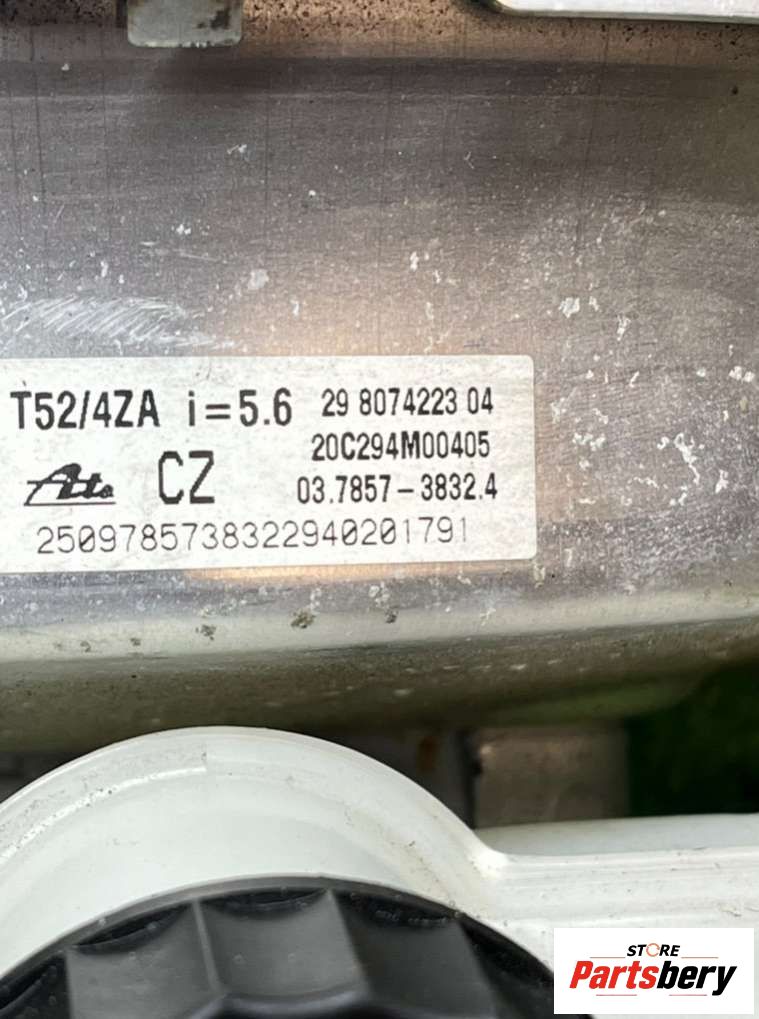 T52/4ZA i=5.6 29 8074223 04
20C294M00405
Ate CZ 03.7857-3832.4
2509785738322940201791
STORE
Partsbery